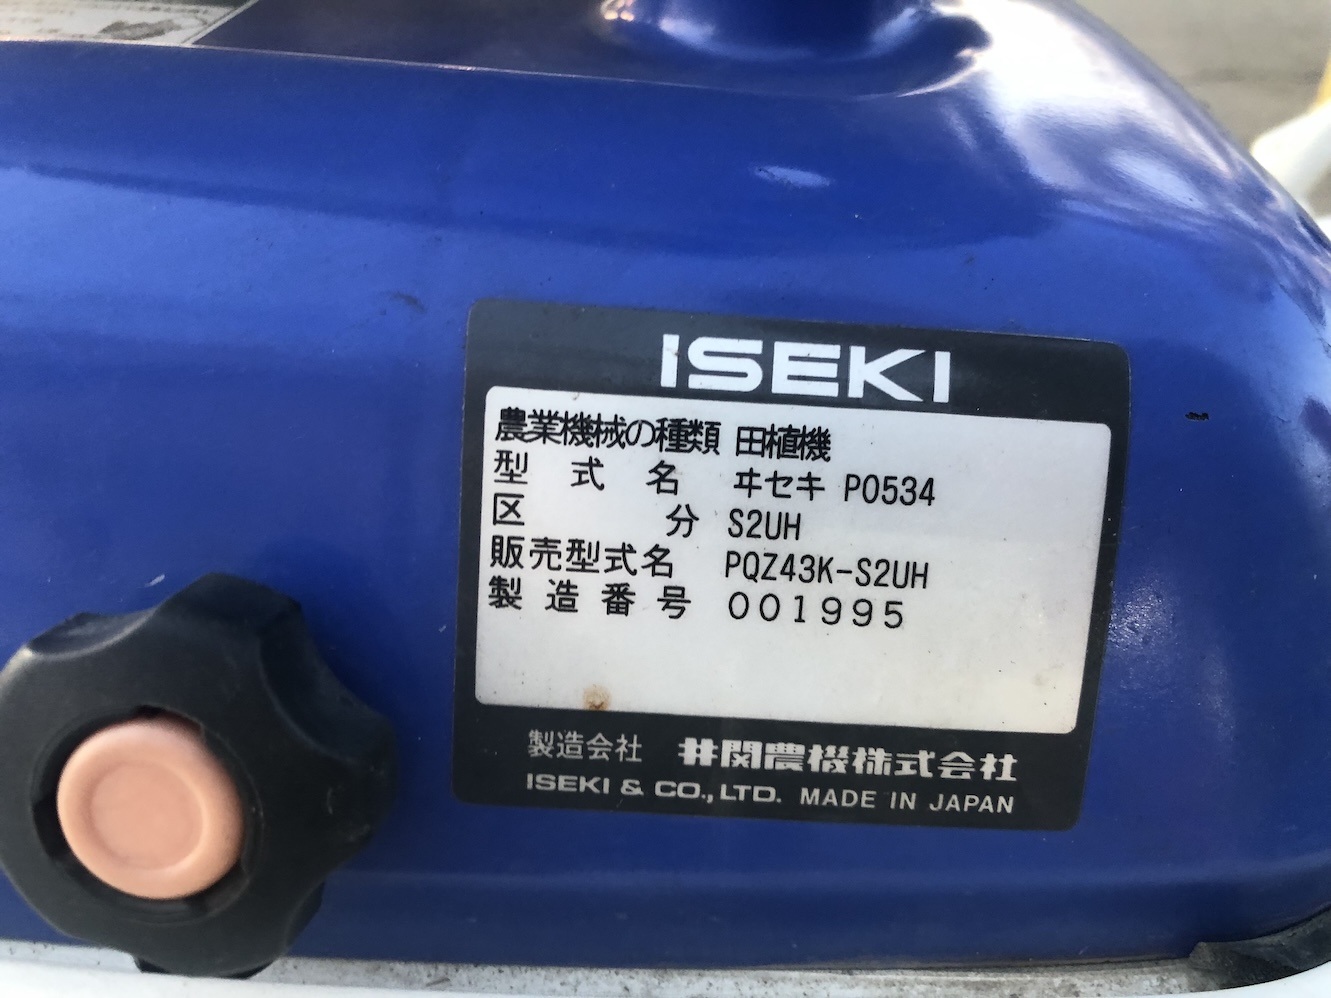 ISEKI
農業機械の種類 田植機
型式名 ヰセキ P0534
区分 S2UH
販売型式名 PQZ43K-S2UH
製造番号 001995
製造会社 井関農機株式会社
ISEKI & CO., LTD. MADE IN JAPAN